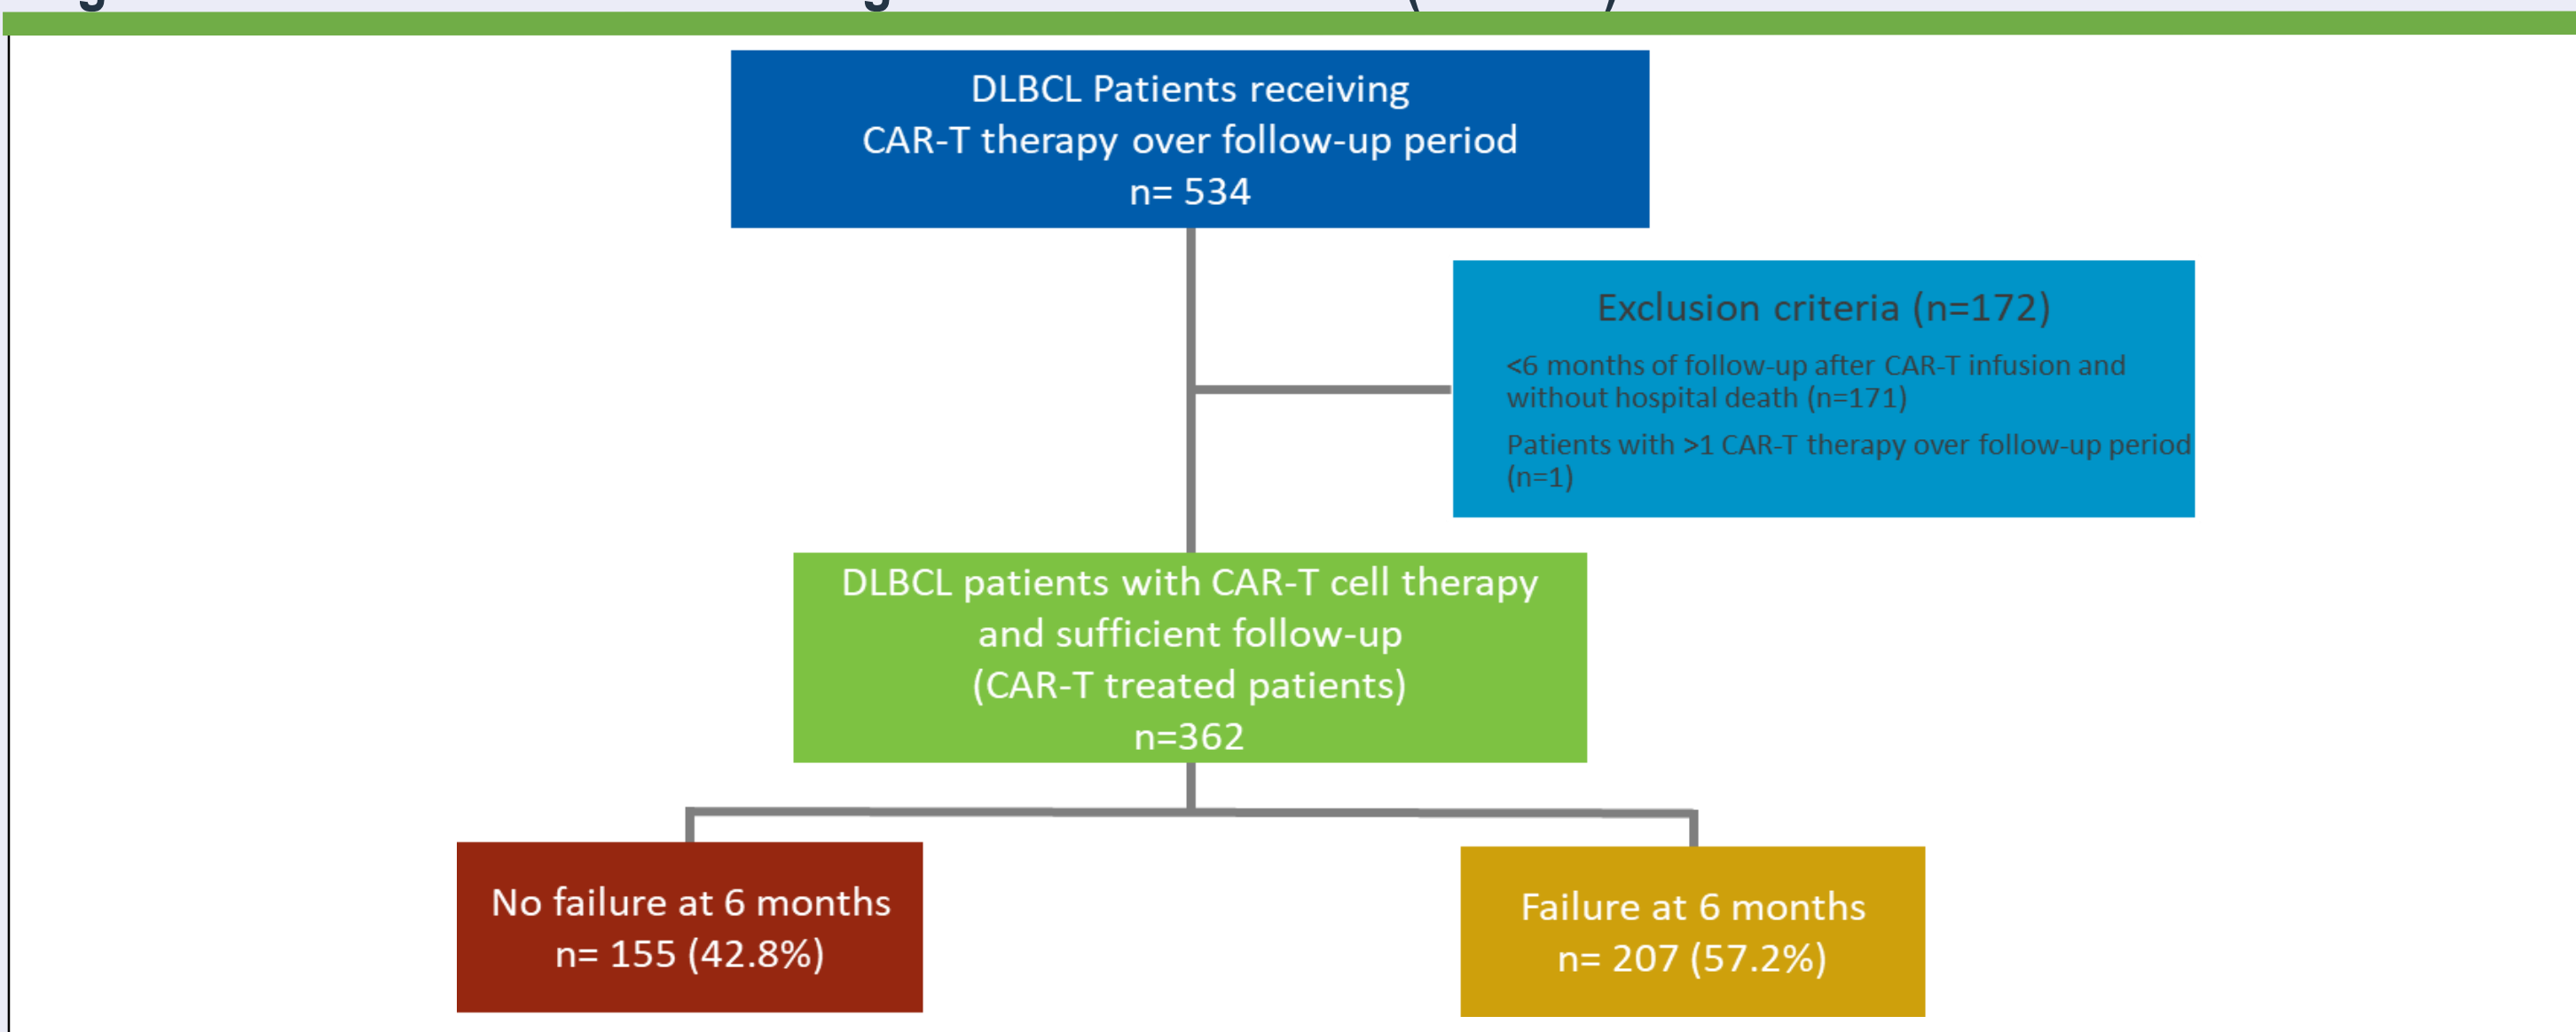 DLBCL Patients receiving
CAR-T therapy over follow-up period
n= 534
Exclusion criteria (n=172)
<6 months of follow-up after CAR-T infusion and
without hospital death (n=171)
Patients with >1 CAR-T therapy over follow-up period
(n=1)
DLBCL patients with CAR-T cell therapy
and sufficient follow-up
(CAR-T treated patients)
n=362
No failure at 6 months
n= 155 (42.8%)
Failure at 6 months
n= 207 (57.2%)